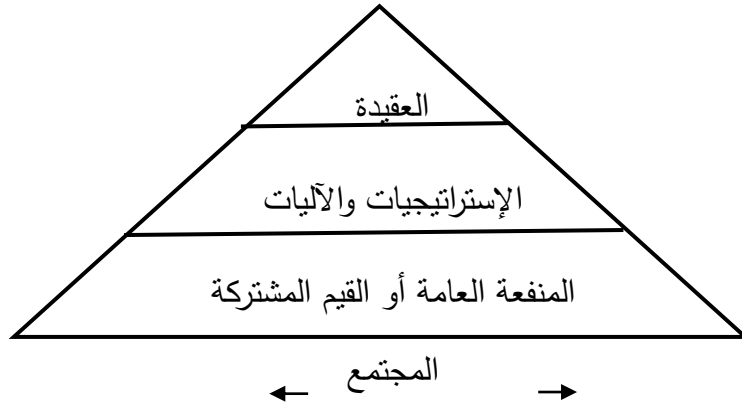 العقيدة
الإستراتيجيات والآليات
المنفعة العامة أو القيم المشتركة
المجتمع